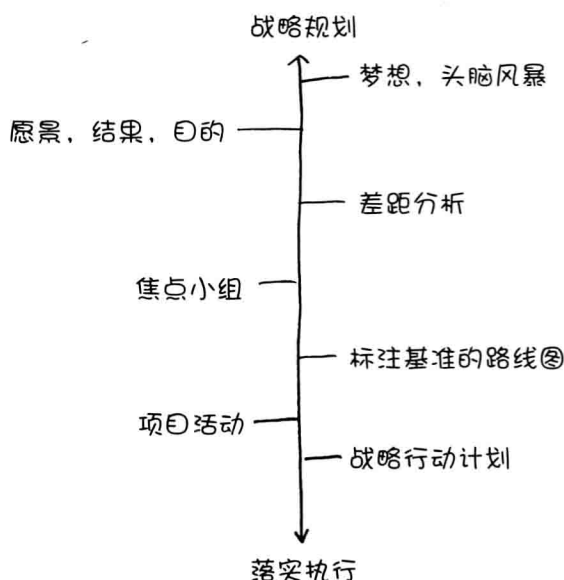 战略规划
梦想，头脑风暴
愿景，结果，目的
差距分析
焦点小组
标注基准的路线图
项目活动
战略行动计划
落实执行